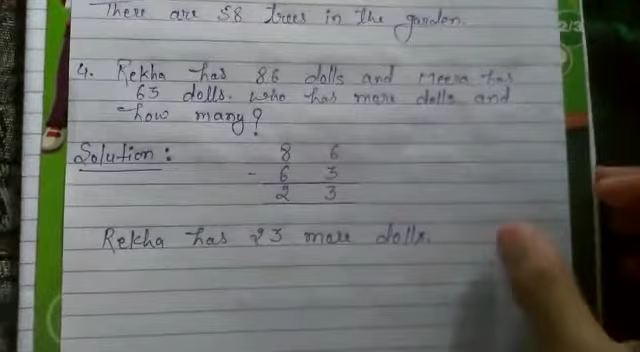 There are 58 trees in the garden.
4. Rekha has 86 dolls and Meera has
63 dolls. Who has more dolls and
how many?
Solution:
8 6
- 6 3
2 3
Rekha has 23 more dolls.